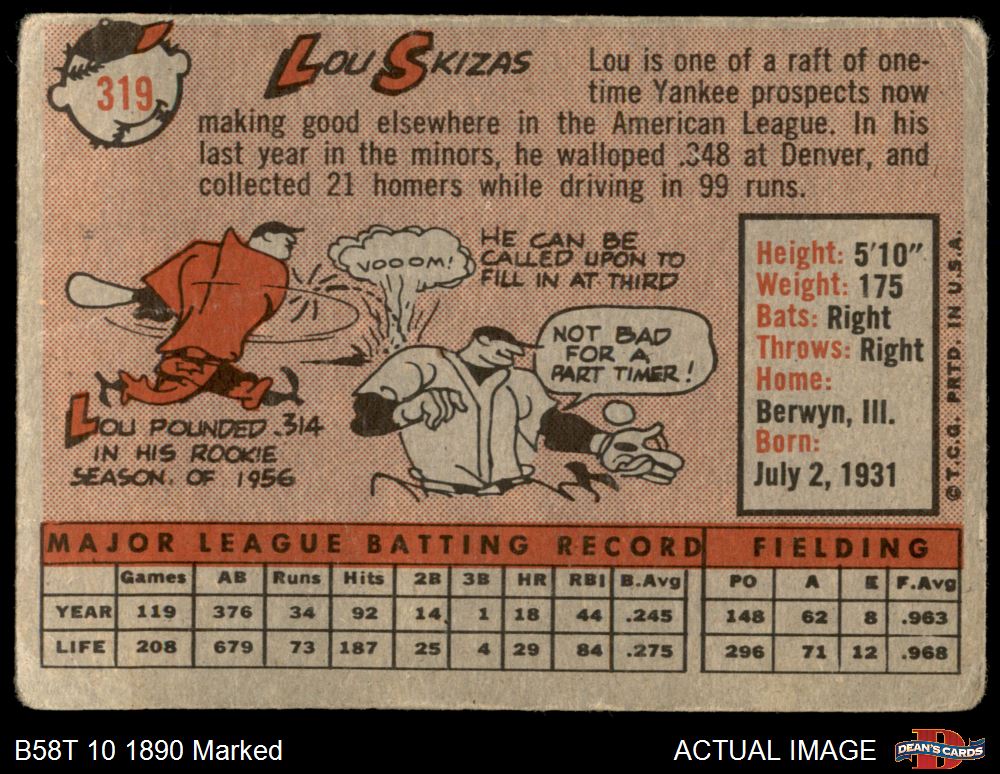 319
LOU SKIZAS
Lou is one of a raft of one-
time Yankee prospects now
making good elsewhere in the American League. In his
last year in the minors, he walloped .348 at Denver, and
collected 21 homers while driving in 99 runs.
VOOOM!
HE CAN BE
CALLED UPON TO
FILL IN AT THIRD
NOT BAD
FOR A
PART TIMER!
LOU POUNDED .314
IN HIS ROOKIE
SEASON. OF 1956
Height: 5'10"
Weight: 175
Bats: Right
Throws: Right
Home:
Berwyn, Ill.
Born:
July 2, 1931
© T.C.G. PRTD. IN U.S.A.
MAJOR LEAGUE BATTING RECORD FIELDING
Games AB Runs Hits 2B 3B HR RBI B.Avg PO A E F.Avg
YEAR 119 376 34 92 14 1 18 44 .245 148 62 8 .963
LIFE 208 679 73 187 25 4 29 84 .275 296 71 12 .968
B58T 10 1890 Marked
ACTUAL IMAGE
D
DEAN'S CARDS